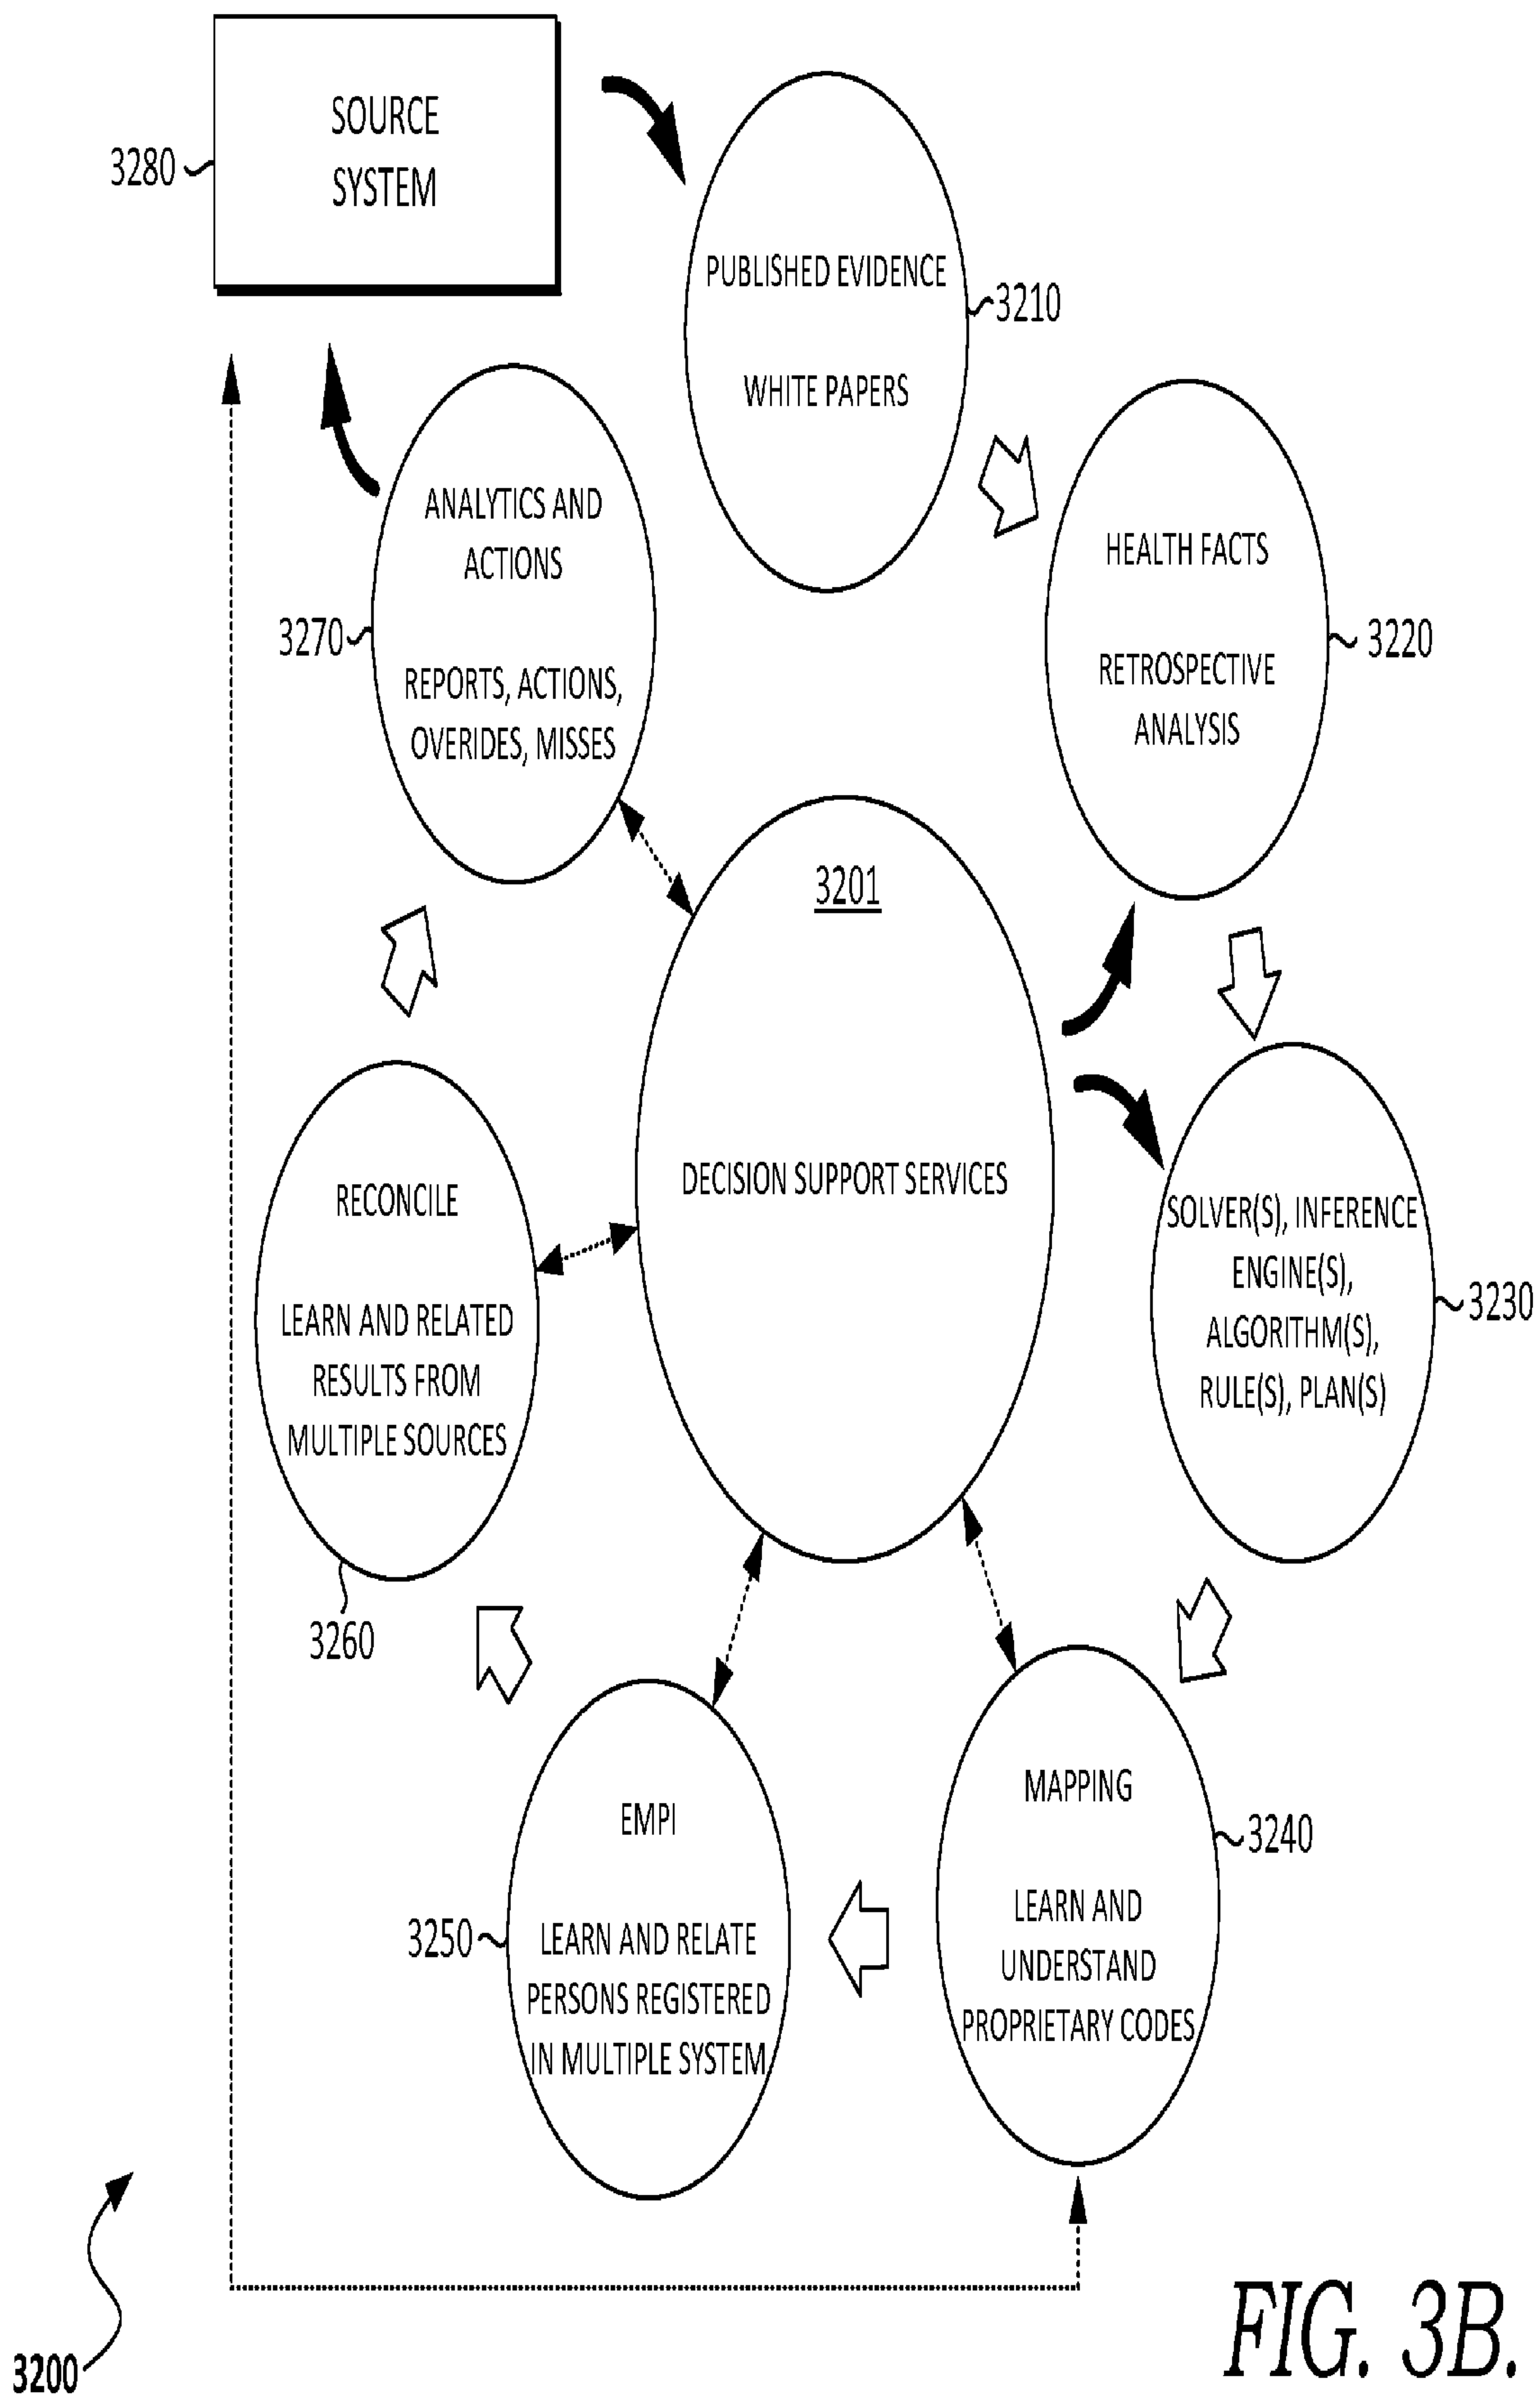 SOURCE
SYSTEM
3280
PUBLISHED EVIDENCE
WHITE PAPERS
3210
HEALTH FACTS
RETROSPECTIVE
ANALYSIS
3220
ANALYTICS AND
ACTIONS
REPORTS, ACTIONS,
OVERIDES, MISSES
3270
3201
DECISION SUPPORT SERVICES
SOLVER(S), INFERENCE
ENGINE(S),
ALGORITHM(S),
RULE(S), PLAN(S)
3230
RECONCILE
LEARN AND RELATED
RESULTS FROM
MULTIPLE SOURCES
3260
MAPPING
LEARN AND
UNDERSTAND
PROPRIETARY CODES
3240
EMPI
LEARN AND RELATE
PERSONS REGISTERED
IN MULTIPLE SYSTEM
3250
3200
FIG. 3B.